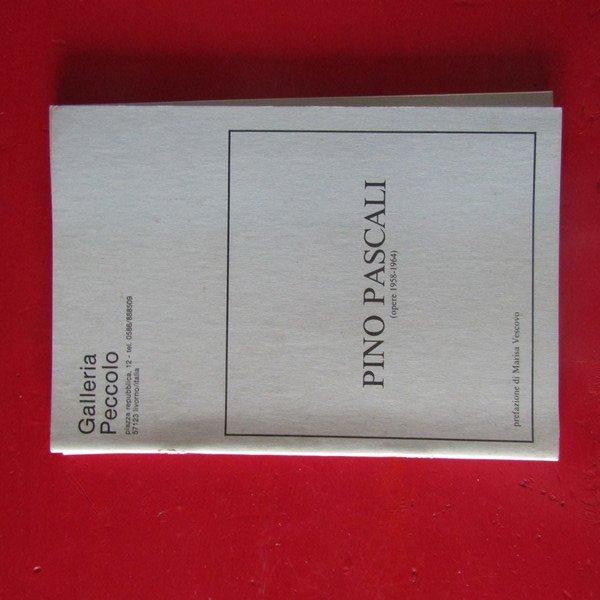 Galleria
Peccolo
piazza repubblica, 12 - tel. 0586/888509
57123 livorno/italia
PINO PASCALI
(opere 1958-1964)
prefazione di Marisa Vescovo